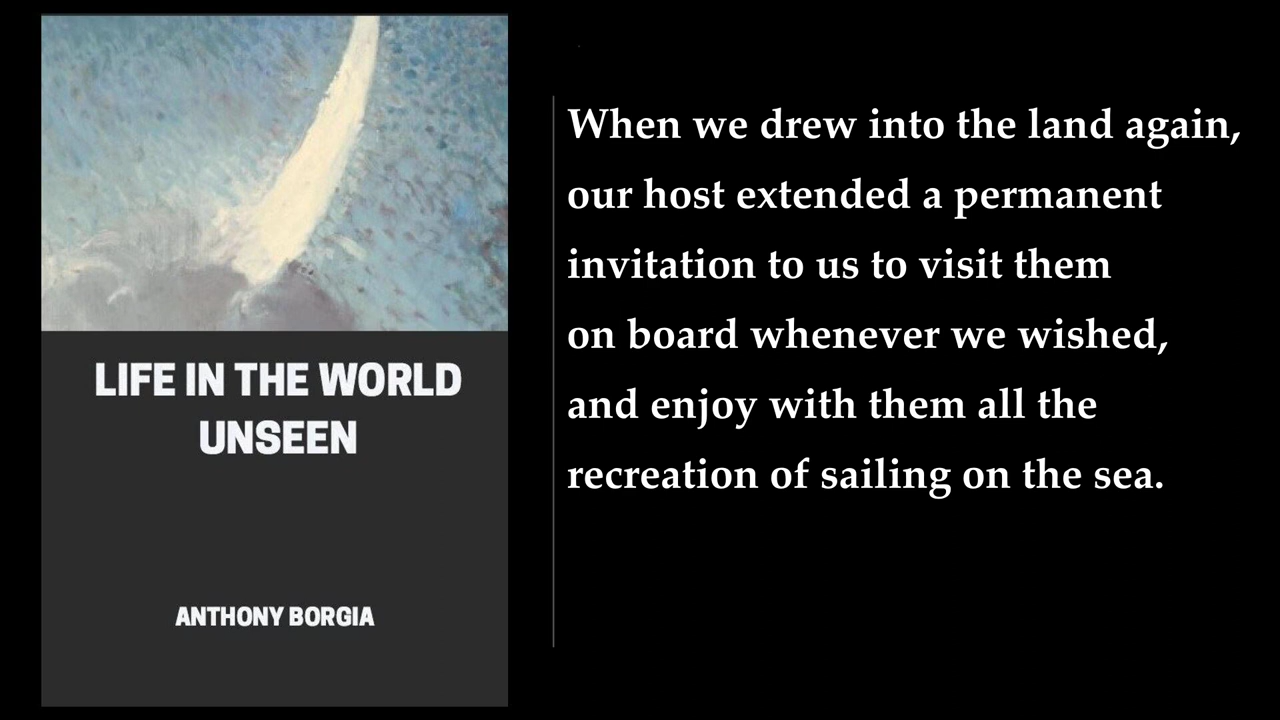 LIFE IN THE WORLD
UNSEEN
ANTHONY BORGIA
When we drew into the land again,
our host extended a permanent
invitation to us to visit them
on board whenever we wished,
and enjoy with them all the
recreation of sailing on the sea.